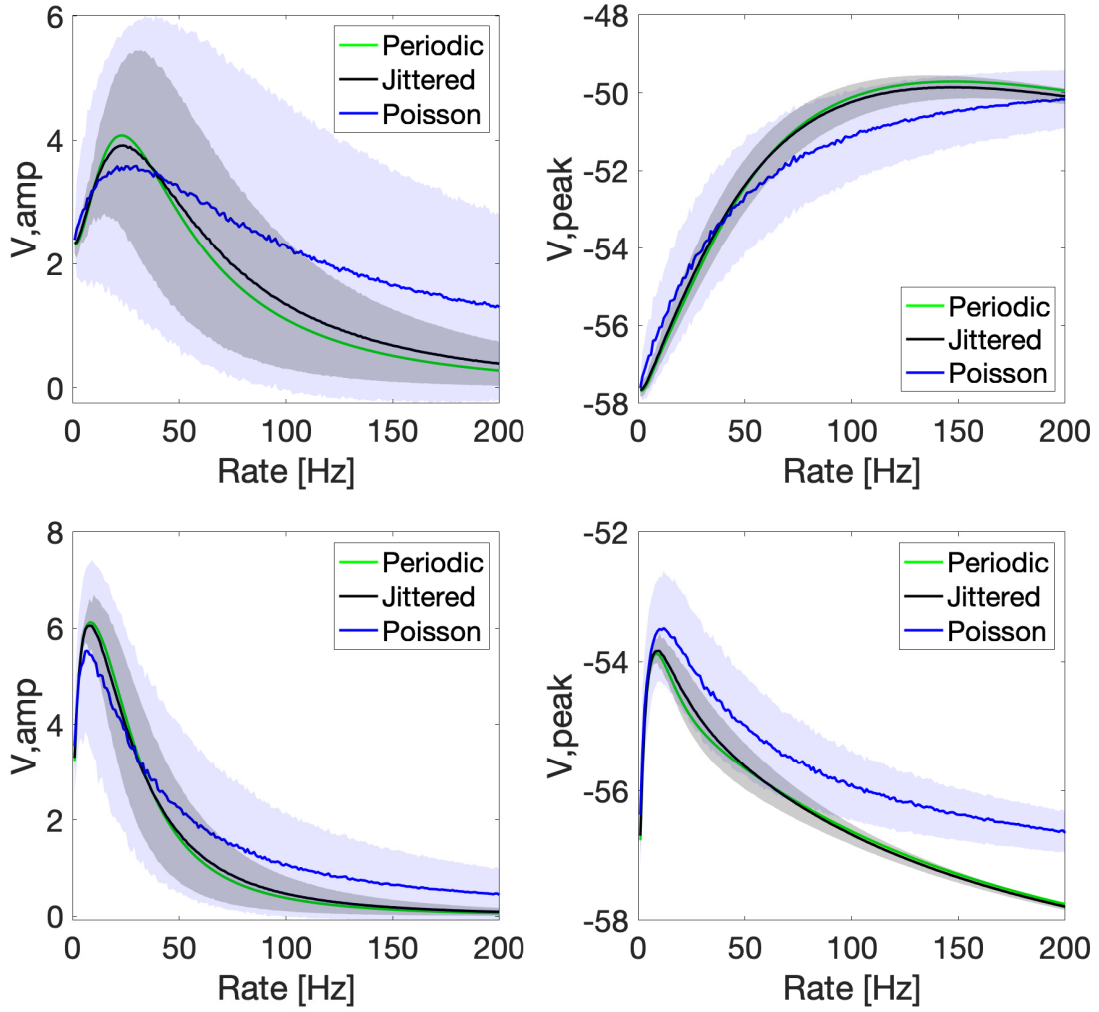 6
4
2
0
V,amp
0
50
100
150
200
Rate [Hz]
Periodic
Jittered
Poisson
-48
-50
-52
-54
-56
-58
V,peak
0
50
100
150
200
Rate [Hz]
Periodic
Jittered
Poisson
8
6
4
2
0
V,amp
0
50
100
150
200
Rate [Hz]
Periodic
Jittered
Poisson
-52
-54
-56
-58
V,peak
0
50
100
150
200
Rate [Hz]
Periodic
Jittered
Poisson